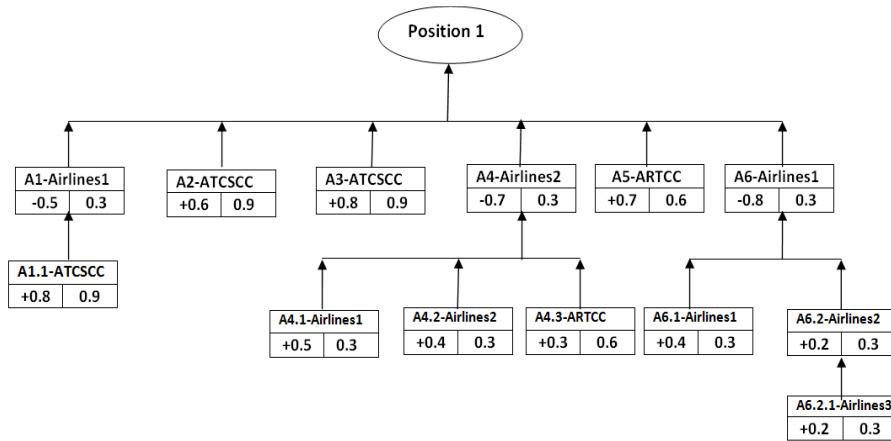 Position 1
A1-Airlines1
-0.5 0.3
A2-ATCSCC
+0.6 0.9
A3-ATCSCC
+0.8 0.9
A4-Airlines2
-0.7 0.3
A5-ARTCC
+0.7 0.6
A6-Airlines1
-0.8 0.3
A1.1-ATCSCC
+0.8 0.9
A4.1-Airlines1
+0.5 0.3
A4.2-Airlines2
+0.4 0.3
A4.3-ARTCC
+0.3 0.6
A6.1-Airlines1
+0.4 0.3
A6.2-Airlines2
+0.2 0.3
A6.2.1-Airlines3
+0.2 0.3